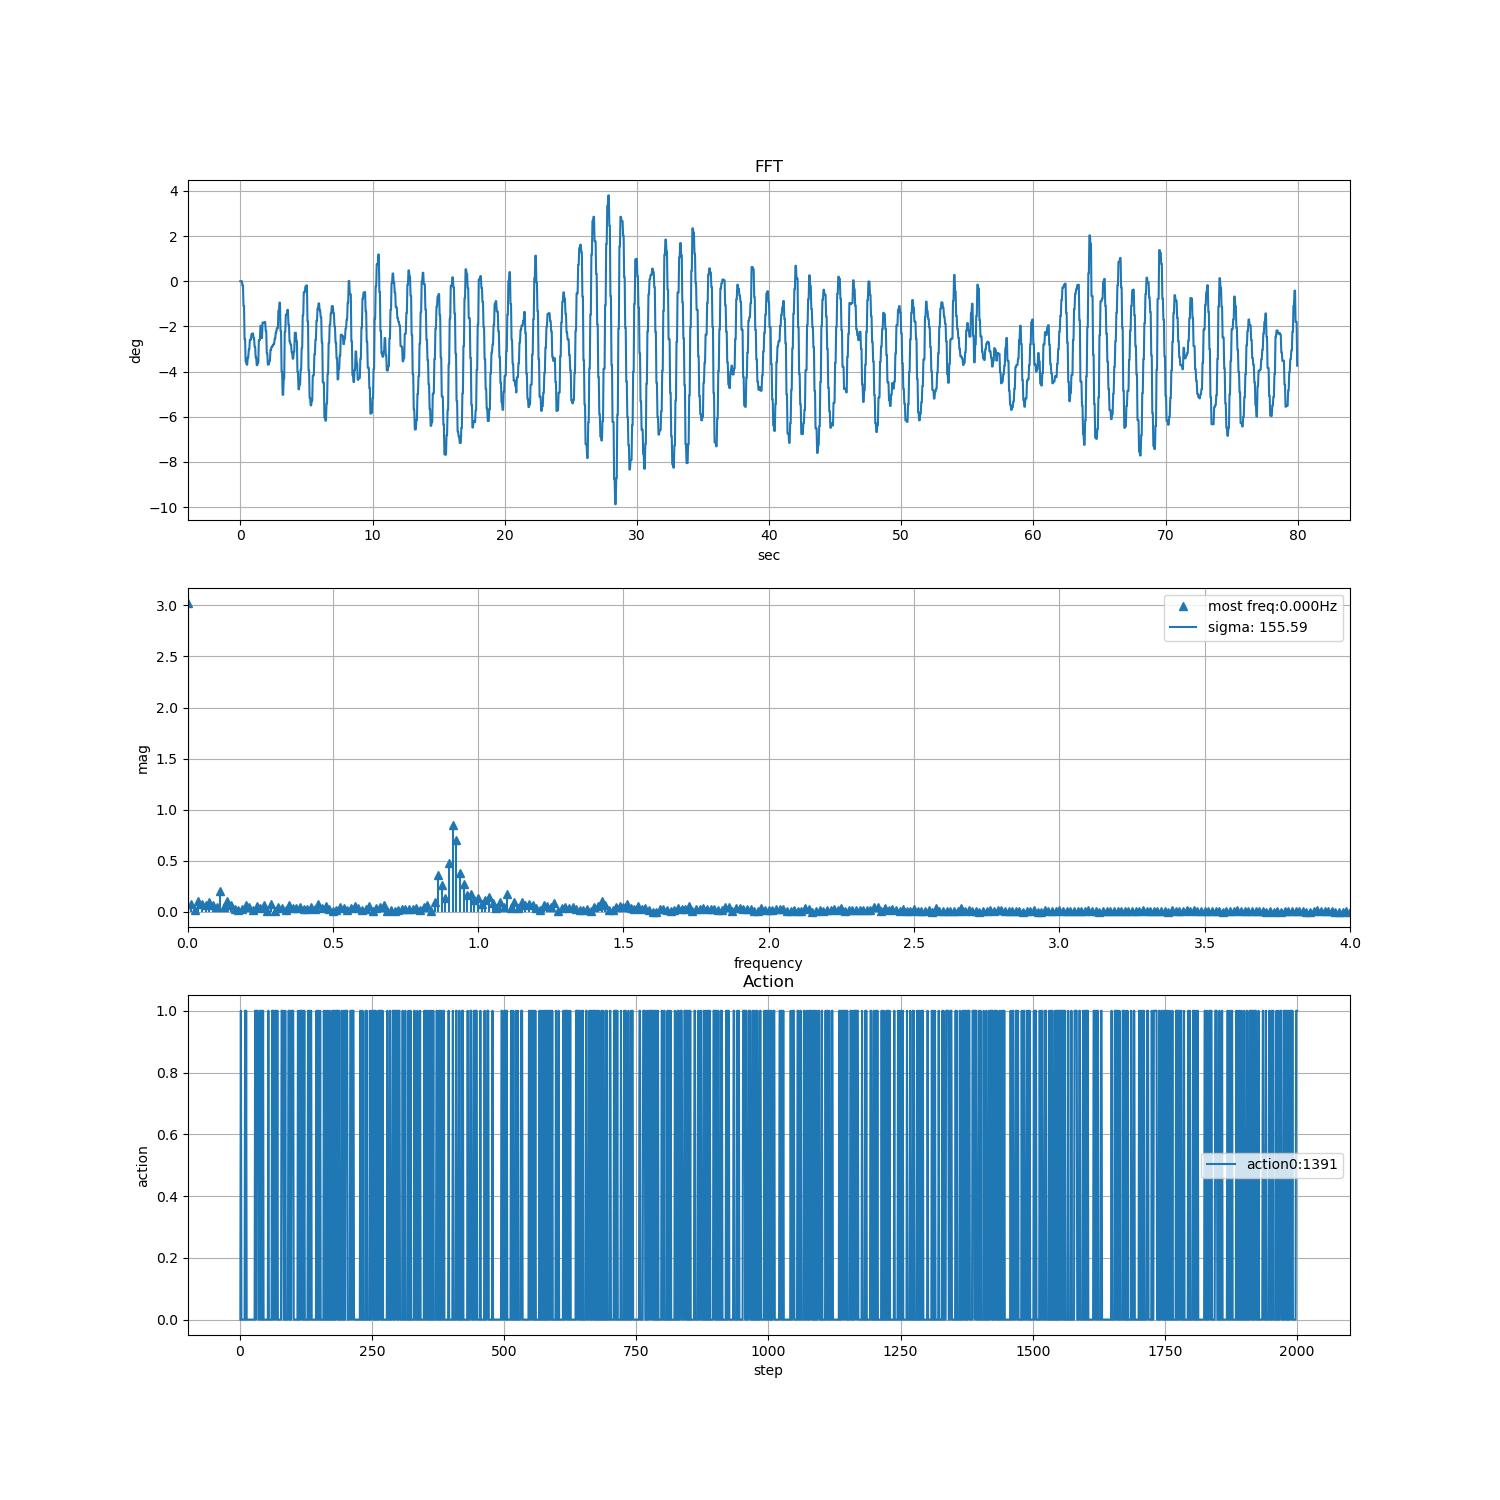 FFT
4
2
0
−2
−4
−6
−8
−10
deg
0 10 20 30 40 50 60 70 80
sec
3.0
2.5
2.0
1.5
1.0
0.5
0.0
mag
most freq:0.000Hz
sigma: 155.59
0.0 0.5 1.0 1.5 2.0 2.5 3.0 3.5 4.0
frequency
Action
1.0
0.8
0.6
0.4
0.2
0.0
action
action0:1391
0 250 500 750 1000 1250 1500 1750 2000
step